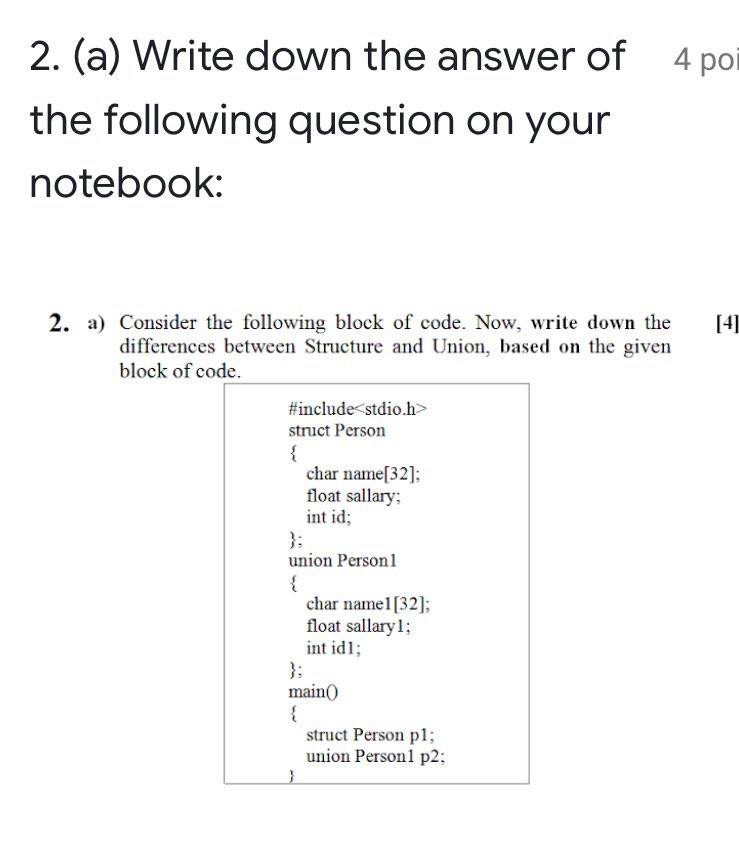 2. (a) Write down the answer of
4 poi
the following question on your
notebook:
2. a) Consider the following block of code. Now, write down the [4]
differences between Structure and Union, based on the given
block of code.
#include<stdio.h>
struct Person
{
char name[32];
float sallary;
int id;
};
union Person1
{
char name1[32];
float sallary1;
int id1;
};
main()
{
struct Person p1;
union Person1 p2;
}